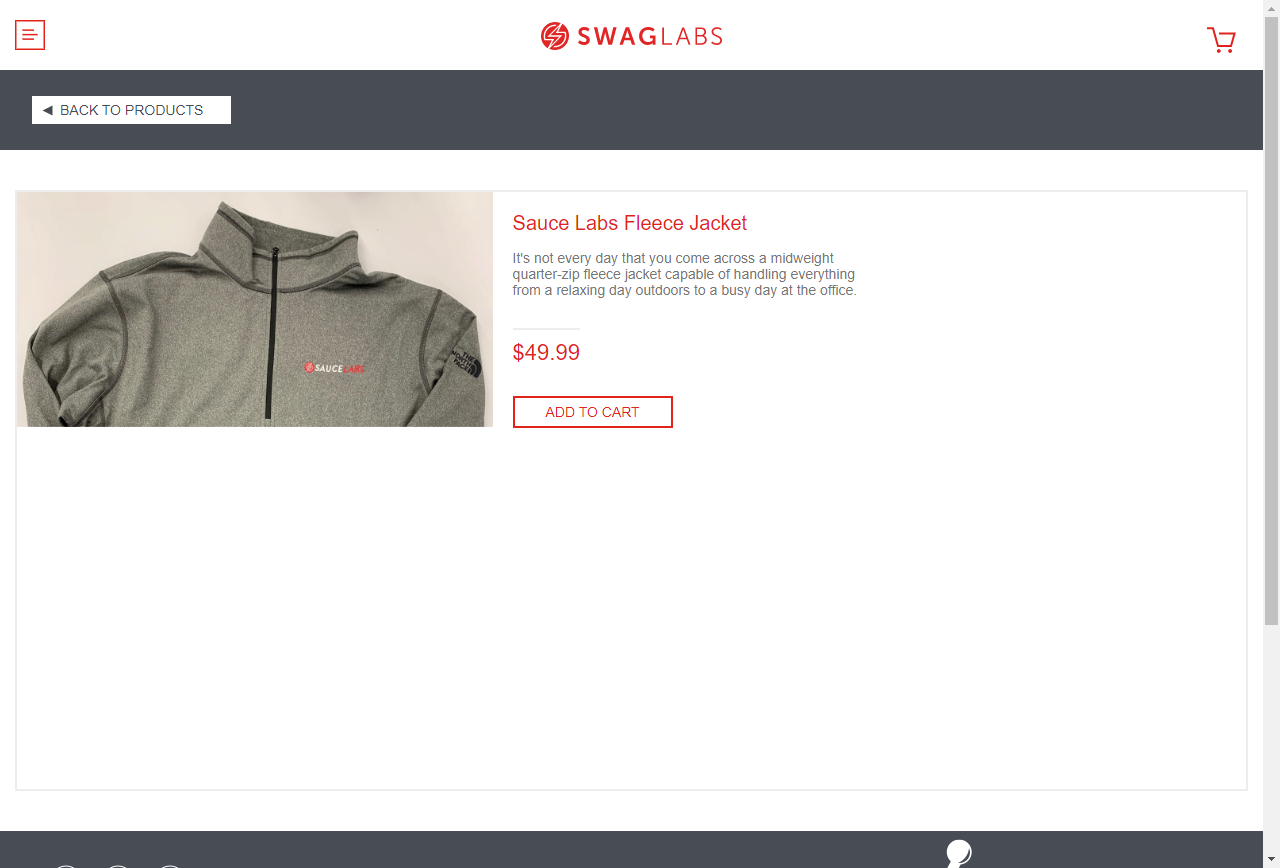 SWAGLABS
◄ BACK TO PRODUCTS
Sauce Labs Fleece Jacket
It's not every day that you come across a midweight
quarter-zip fleece jacket capable of handling everything
from a relaxing day outdoors to a busy day at the office.
$49.99
ADD TO CART
SAUCELABS
THE
NORTH
FACE